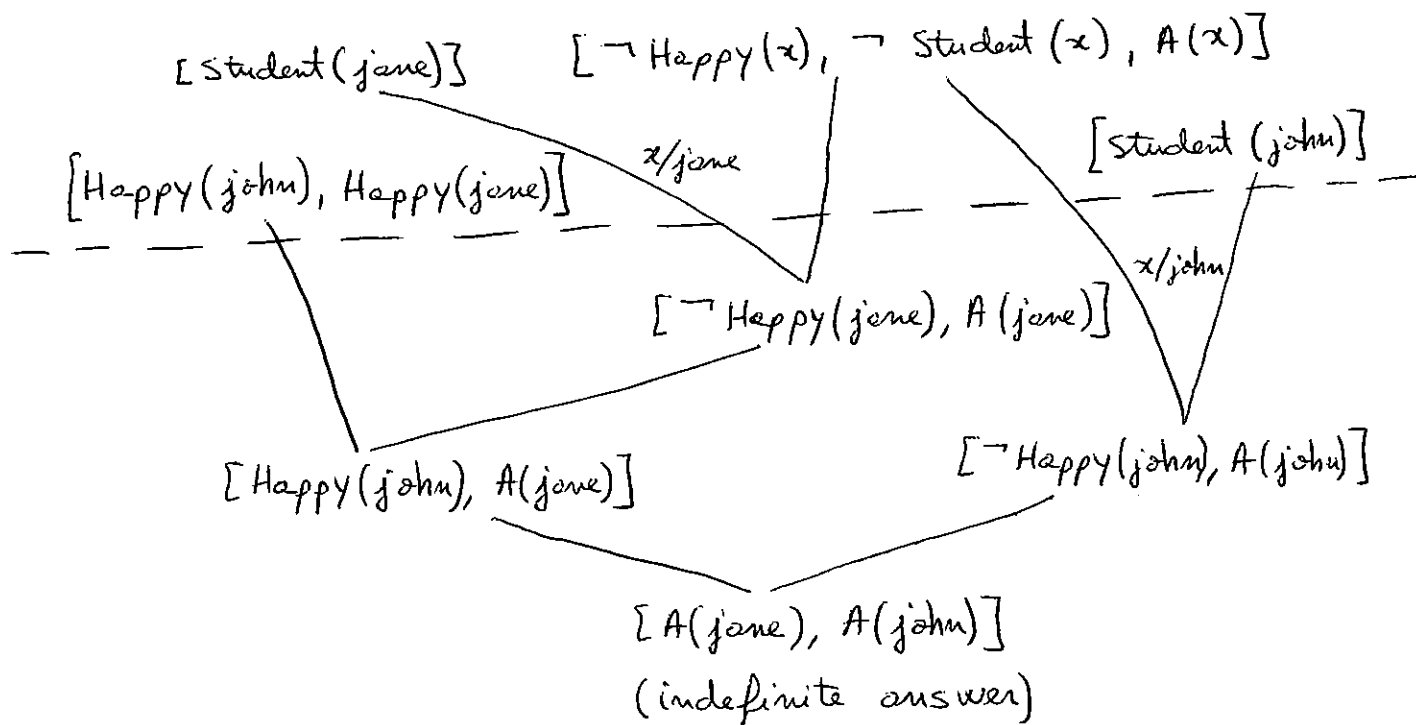 [Student(jane)]
[¬Happy(x), ¬ Student(x), A(x)]
[Student(john)]
[Happy(john), Happy(jane)]
x/jane
x/john
[¬Happy(jane), A(jane)]
[Happy(john), A(jane)]
[¬Happy(john), A(john)]
[A(jane), A(john)]
(indefinite answer)